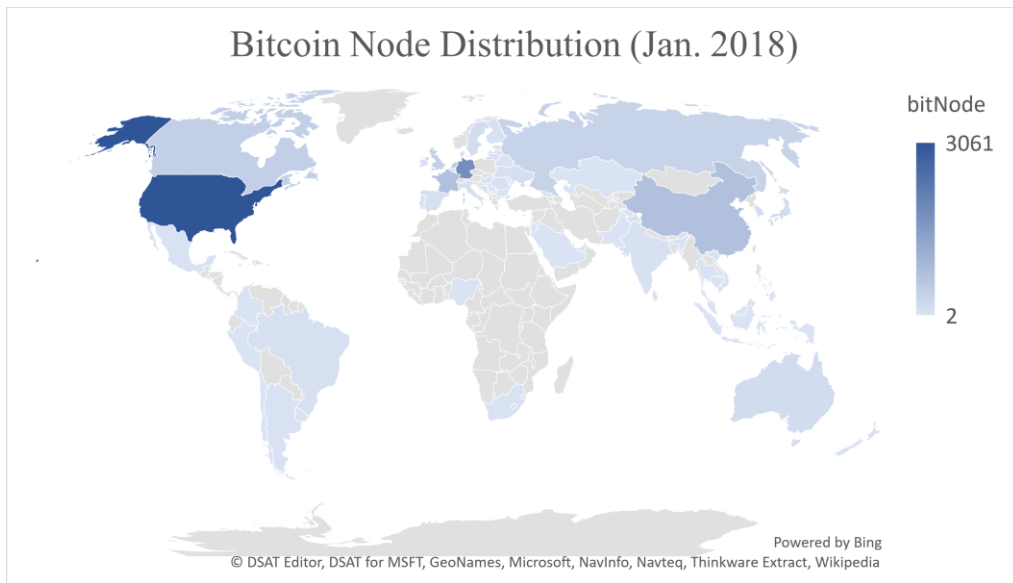 Bitcoin Node Distribution (Jan. 2018)
bitNode
3061
2
Powered by Bing
© DSAT Editor, DSAT for MSFT, GeoNames, Microsoft, NavInfo, Navteq, Thinkware Extract, Wikipedia